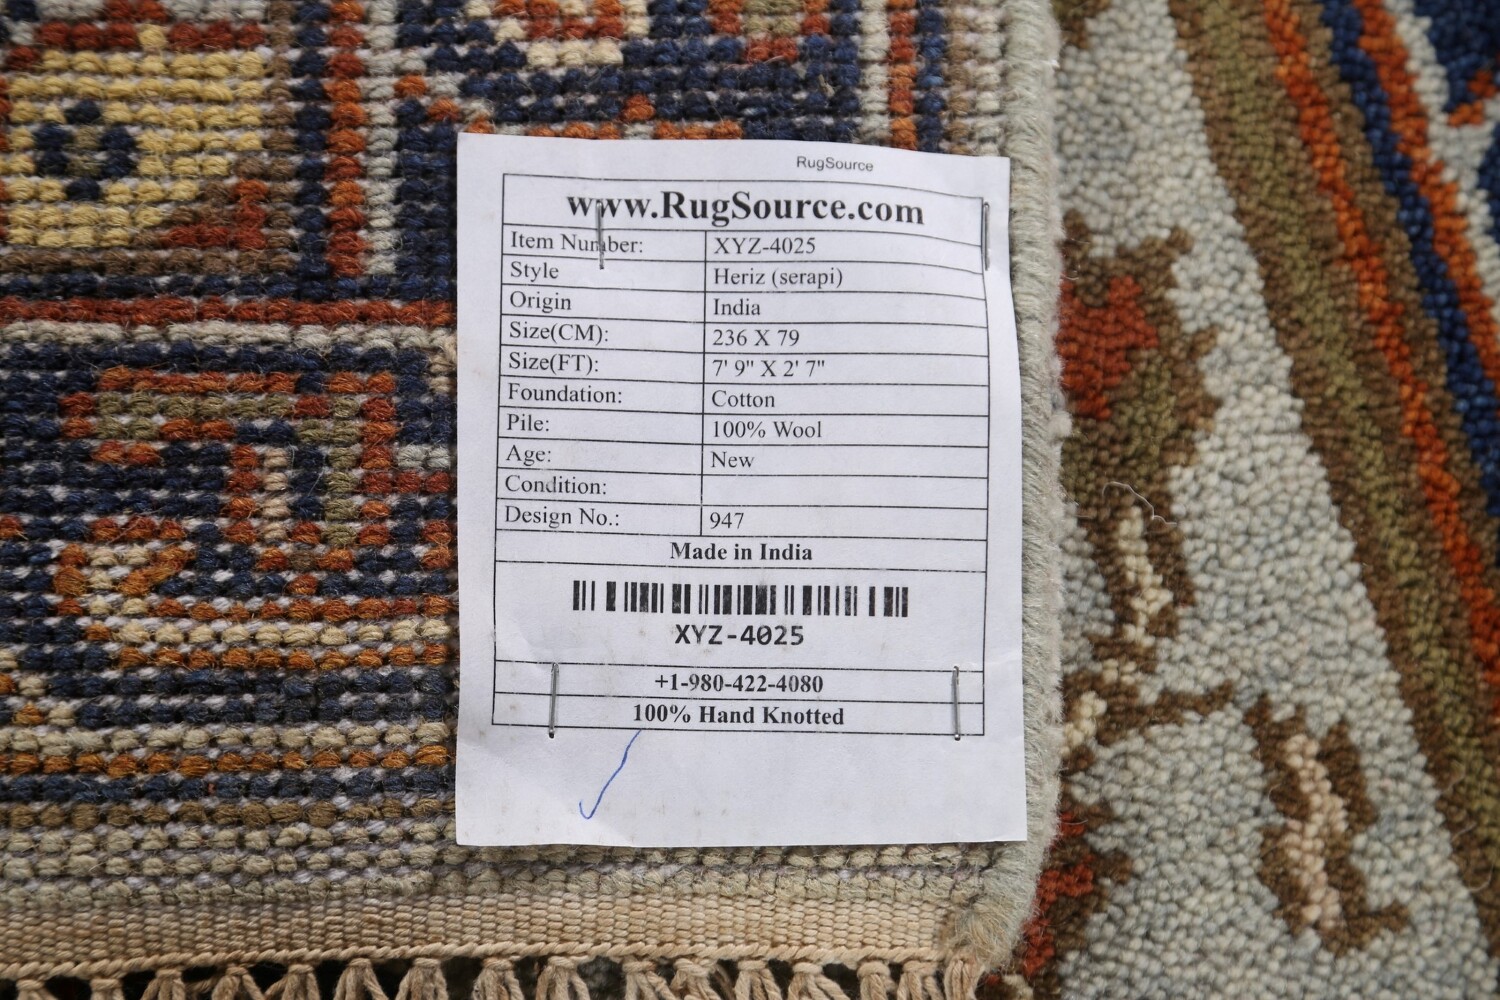 RugSource
www.RugSource.com
Item Number: XYZ-4025
Style Heriz (serapi)
Origin India
Size(CM): 236 X 79
Size(FT): 7' 9" X 2' 7"
Foundation: Cotton
Pile: 100% Wool
Age: New
Condition:
Design No.: 947
Made in India
XYZ-4025
+1-980-422-4080
100% Hand Knotted